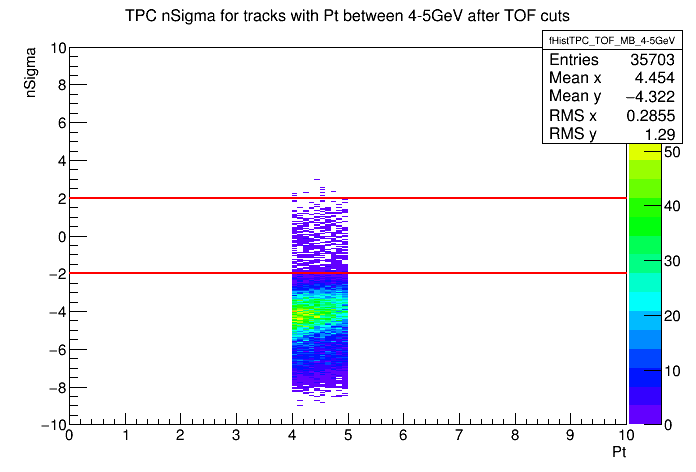 TPC nSigma for tracks with Pt between 4-5GeV after TOF cuts
fHistTPC_TOF_MB_4-5GeV
Entries 35703
Mean x 4.454
Mean y −4.322
RMS x 0.2855
RMS y 1.29
nSigma
10
8
6
4
2
0
−2
−4
−6
−8
−10
50
40
30
20
10
0
0 1 2 3 4 5 6 7 8 9 10
Pt